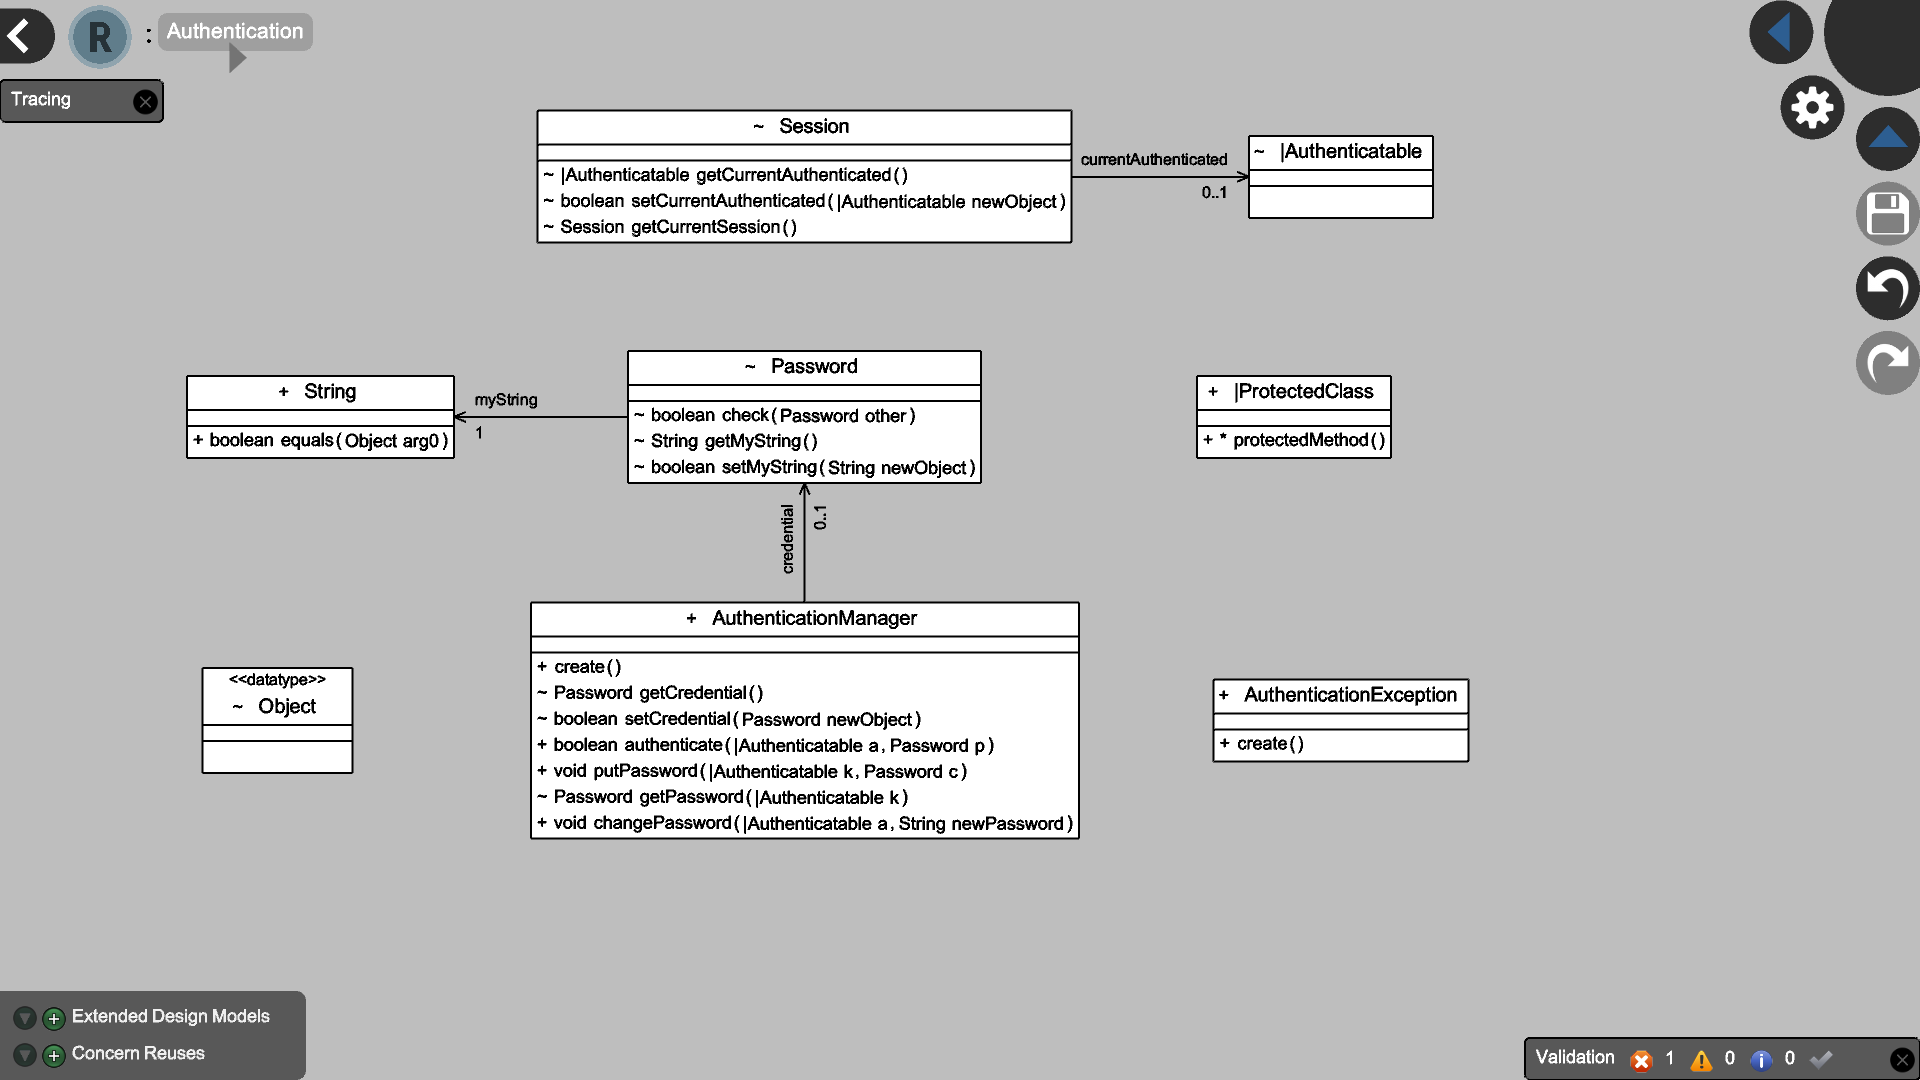 R : Authentication
Tracing
~ Session
~ |Authenticatable getCurrentAuthenticated()
~ boolean setCurrentAuthenticated(|Authenticatable newObject)
~ Session getCurrentSession()
currentAuthenticated
0..1
~ |Authenticatable
+ String
+ boolean equals(Object arg0)
myString
1
~ Password
~ boolean check(Password other)
~ String getMyString()
~ boolean setMyString(String newObject)
+ |ProtectedClass
+ * protectedMethod()
credential
0..1
+ AuthenticationManager
+ create()
~ Password getCredential()
~ boolean setCredential(Password newObject)
+ boolean authenticate(|Authenticatable a, Password p)
+ void putPassword(|Authenticatable k, Password c)
~ Password getPassword(|Authenticatable k)
+ void changePassword(|Authenticatable a, String newPassword)
<<datatype>>
~ Object
+ AuthenticationException
+ create()
Extended Design Models
Concern Reuses
Validation 1 0 0